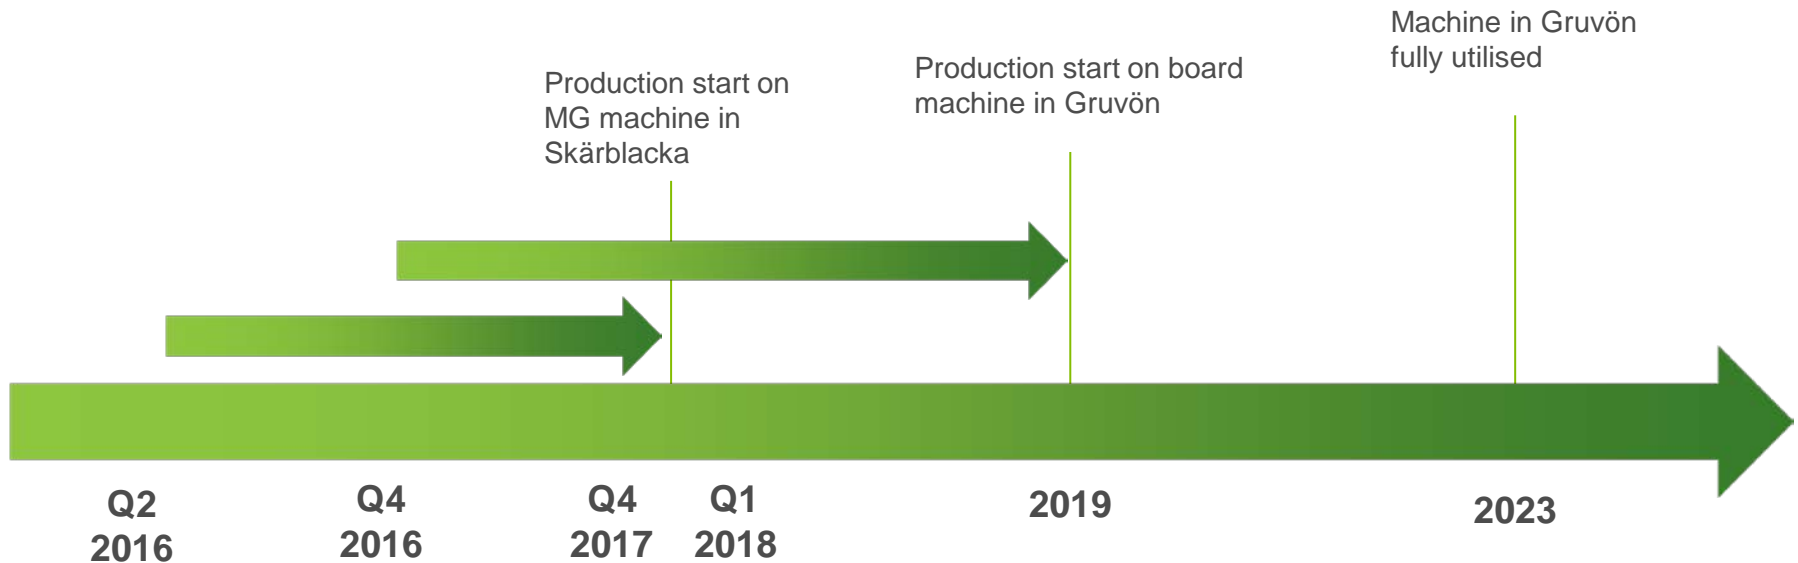 Production start on
MG machine in
Skärblacka
Production start on board
machine in Gruvön
Machine in Gruvön
fully utilised
Q2
2016
Q4
2016
Q4
2017
Q1
2018
2019
2023